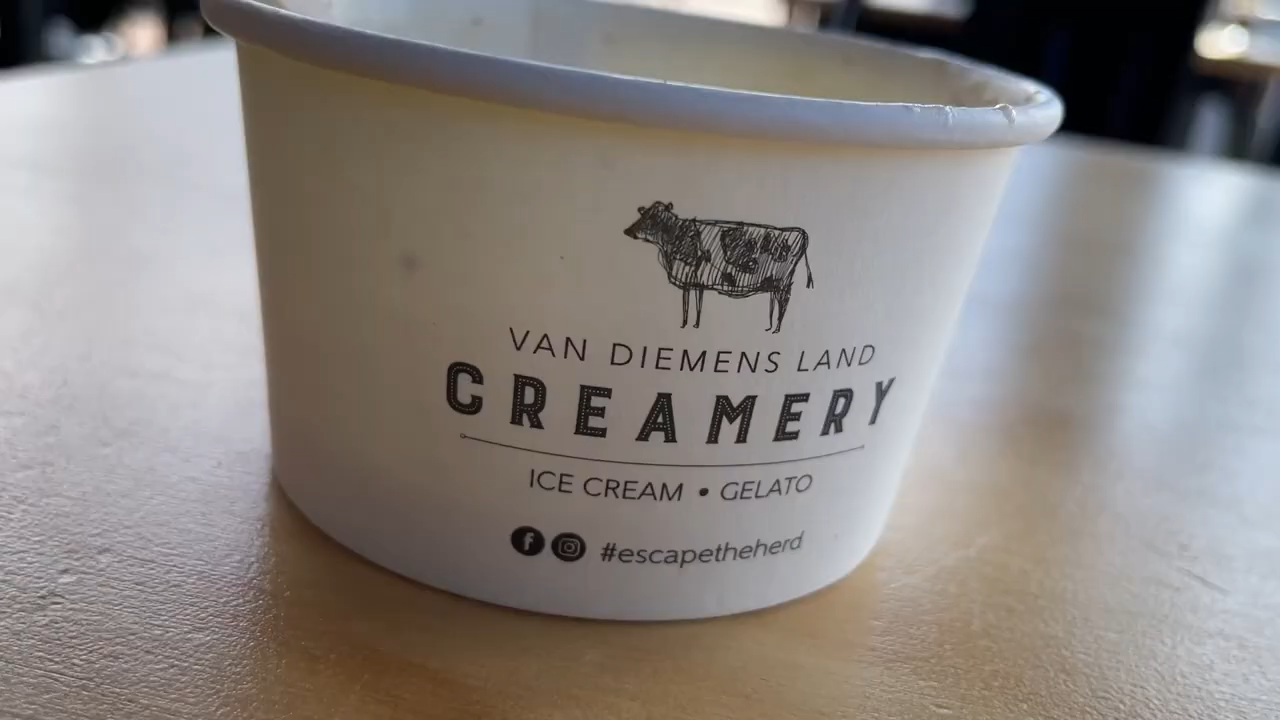 VAN DIEMENS LAND
CREAMERY
ICE CREAM • GELATO
#escapetheherd